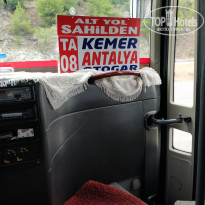 ALT YOL
SAHILDEN
TA 08
KEMER
ANTALYA
OTOGAR
TOP HOTELS